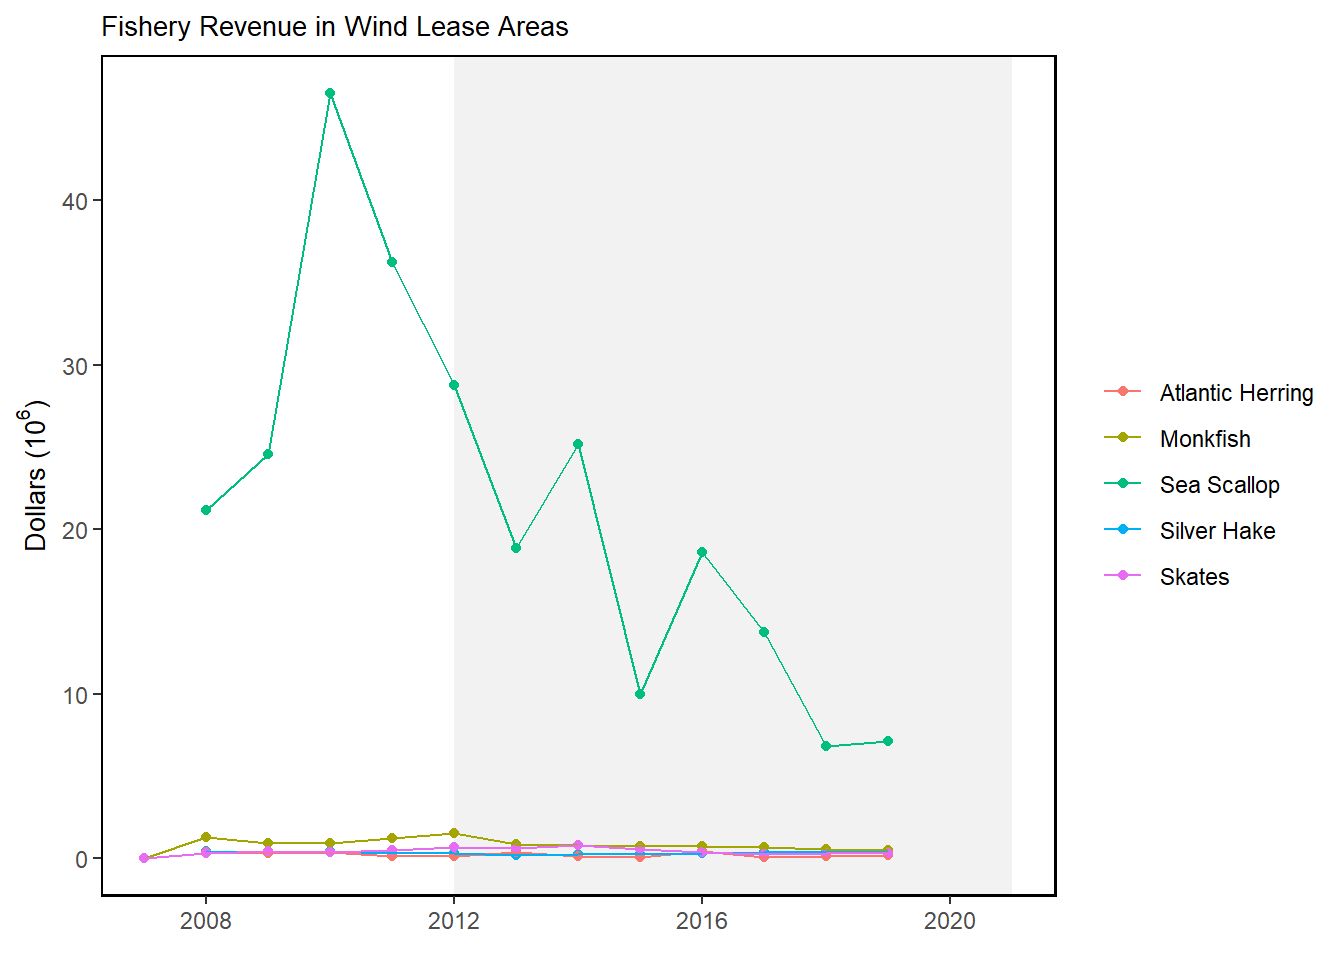 Fishery Revenue in Wind Lease Areas
Dollars (10⁶)
40
30
20
10
0
2008 2012 2016 2020
Atlantic Herring
Monkfish
Sea Scallop
Silver Hake
Skates